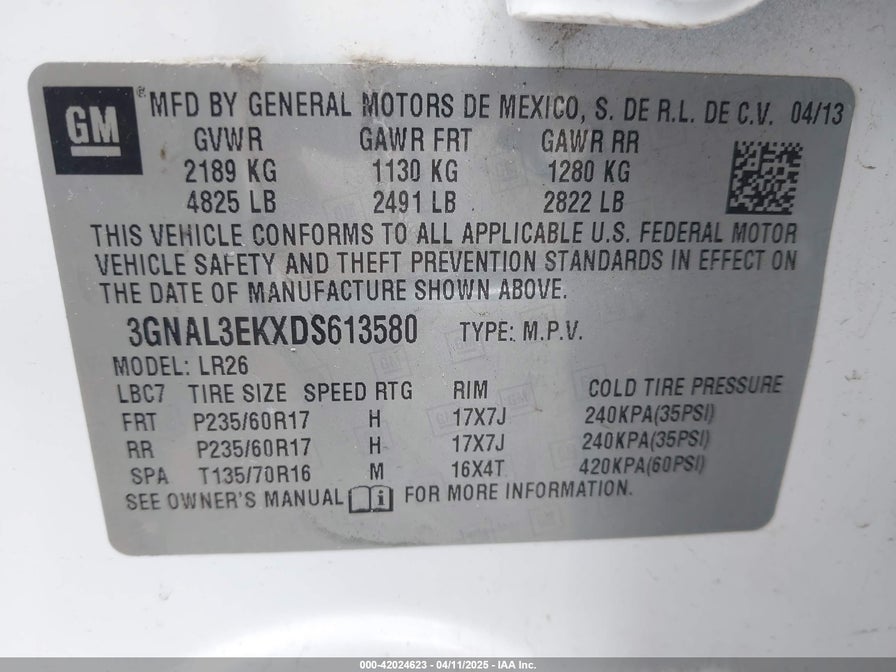 GM ® MFD BY GENERAL MOTORS DE MEXICO, S. DE R.L. DE C.V. 04/13
GVWR GAWR FRT GAWR RR
2189 KG 1130 KG 1280 KG
4825 LB 2491 LB 2822 LB
THIS VEHICLE CONFORMS TO ALL APPLICABLE U.S. FEDERAL MOTOR
VEHICLE SAFETY AND THEFT PREVENTION STANDARDS IN EFFECT ON
THE DATE OF MANUFACTURE SHOWN ABOVE.
3GNAL3EKXDS613580 TYPE: M.P.V.
MODEL: LR26
LBC7 TIRE SIZE SPEED RTG RIM COLD TIRE PRESSURE
FRT P235/60R17 H 17X7J 240KPA(35PSI)
RR P235/60R17 H 17X7J 240KPA(35PSI)
SPA T135/70R16 M 16X4T 420KPA(60PSI)
SEE OWNER'S MANUAL i FOR MORE INFORMATION.
000-42024623 - 04/11/2025 - IAA Inc.